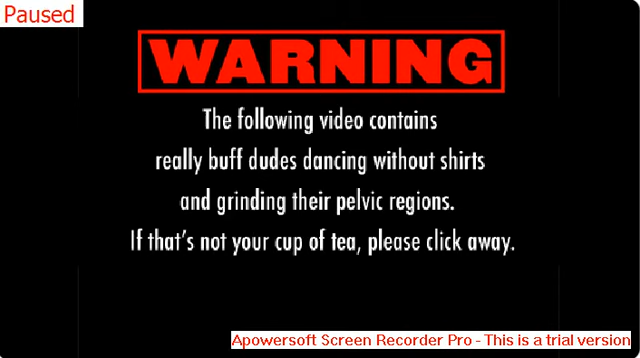 Paused
WARNING
The following video contains
really buff dudes dancing without shirts
and grinding their pelvic regions.
If that's not your cup of tea, please click away.
Apowersoft Screen Recorder Pro - This is a trial version